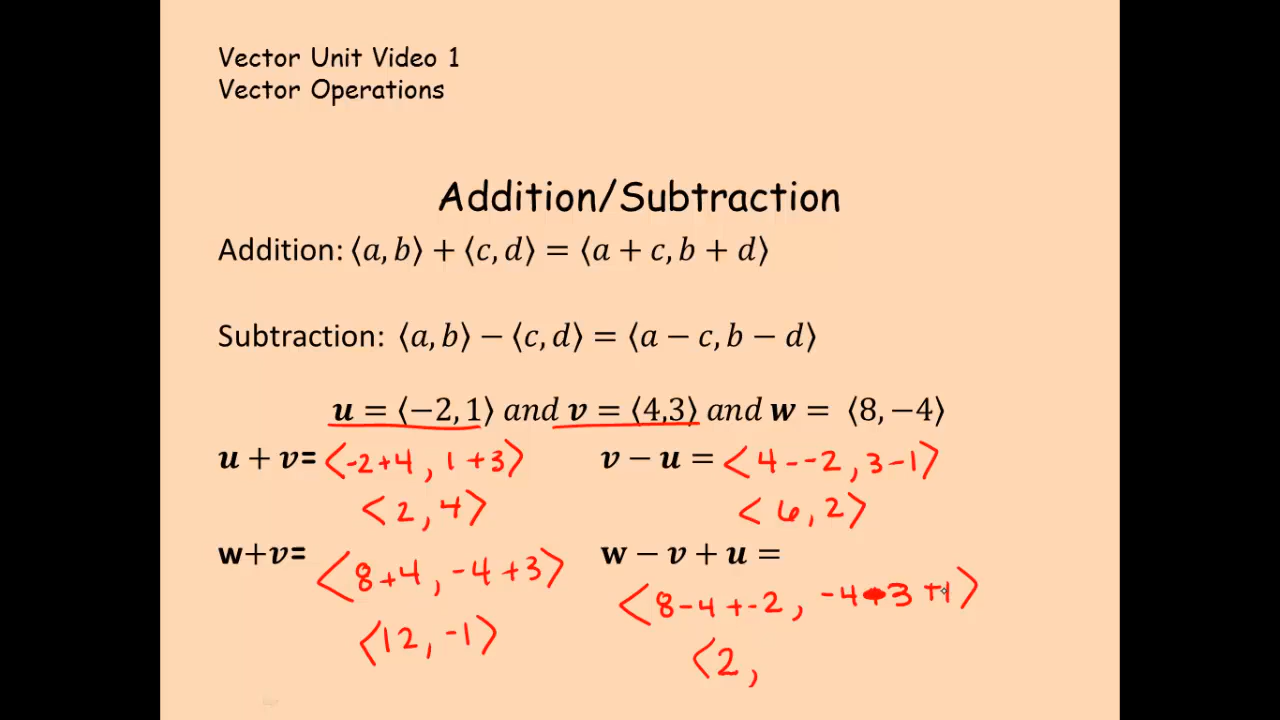 Vector Unit Video 1
Vector Operations
Addition/Subtraction
Addition: ⟨a, b⟩ + ⟨c, d⟩ = ⟨a + c, b + d⟩
Subtraction: ⟨a, b⟩ − ⟨c, d⟩ = ⟨a − c, b − d⟩
u = ⟨−2, 1⟩ and v = ⟨4,3⟩ and w = ⟨8, −4⟩
u + v= <-2+4, 1+3> v − u = <4--2, 3-1>
<2, 4> <6, 2>
w+v= <8+4, -4+3> w − v + u =
<8-4+-2, -4-3+1>
<12, -1> <2,